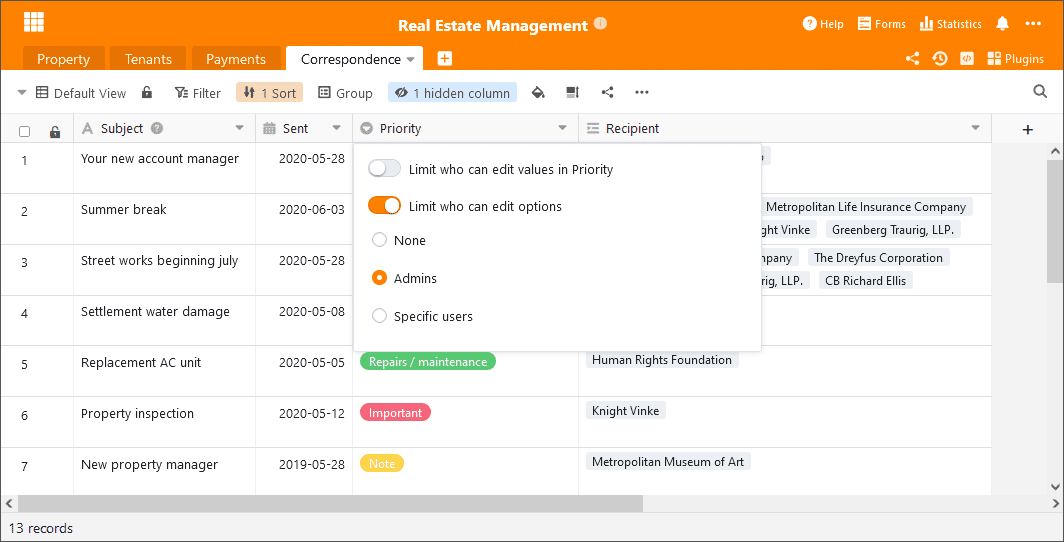 Real Estate Management
Help Forms Statistics
Property Tenants Payments Correspondence Plugins
Default View Filter 1 Sort Group 1 hidden column
Subject Sent Priority Recipient
1 Your new account manager 2020-05-28
Limit who can edit values in Priority
2 Summer break 2020-06-03 Limit who can edit options Metropolitan Life Insurance Company
ght Vinke Greenberg Traurig, LLP.
None
3 Street works beginning july 2020-05-28 mpany The Dreyfus Corporation
Admins rig, LLP. CB Richard Ellis
4 Settlement water damage 2020-05-08 Specific users
5 Replacement AC unit 2020-05-05 Repairs / maintenance Human Rights Foundation
6 Property inspection 2020-05-12 Important Knight Vinke
7 New property manager 2019-05-28 Note Metropolitan Museum of Art
13 records